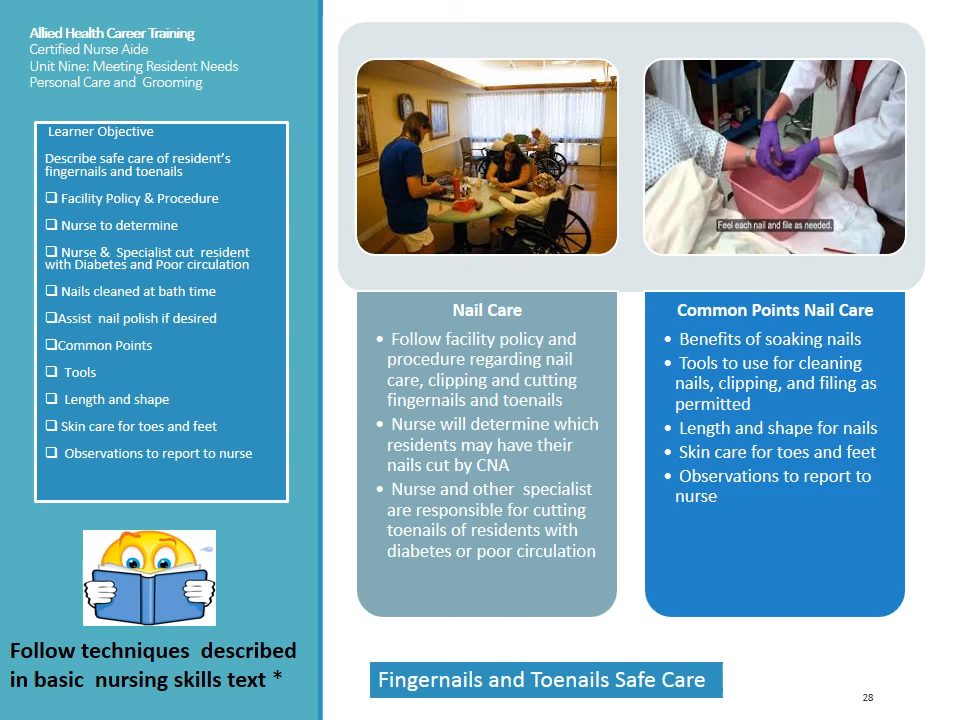 Allied Health Career Training
Certified Nurse Aide
Unit Nine: Meeting Resident Needs
Personal Care and  Grooming
Learner Objective
Describe safe care of resident's
fingernails and toenails
❑ Facility Policy & Procedure
❑ Nurse to determine
❑ Nurse &  Specialist cut  resident
with Diabetes and Poor circulation
❑ Nails cleaned at bath time
❑Assist  nail polish if desired
❑Common Points
❑  Tools
❑  Length and shape
❑ Skin care for toes and feet
❑  Observations to report to nurse
Follow techniques  described
in basic  nursing skills text *
Feel each nail and file as needed.
Nail Care
• Follow facility policy and
procedure regarding nail
care, clipping and cutting
fingernails and toenails
• Nurse will determine which
residents may have their
nails cut by CNA
• Nurse and other  specialist
are responsible for cutting
toenails of residents with
diabetes or poor circulation
Common Points Nail Care
• Benefits of soaking nails
• Tools to use for cleaning
nails, clipping, and filing as
permitted
• Length and shape for nails
• Skin care for toes and feet
• Observations to report to
nurse
Fingernails and Toenails Safe Care
28